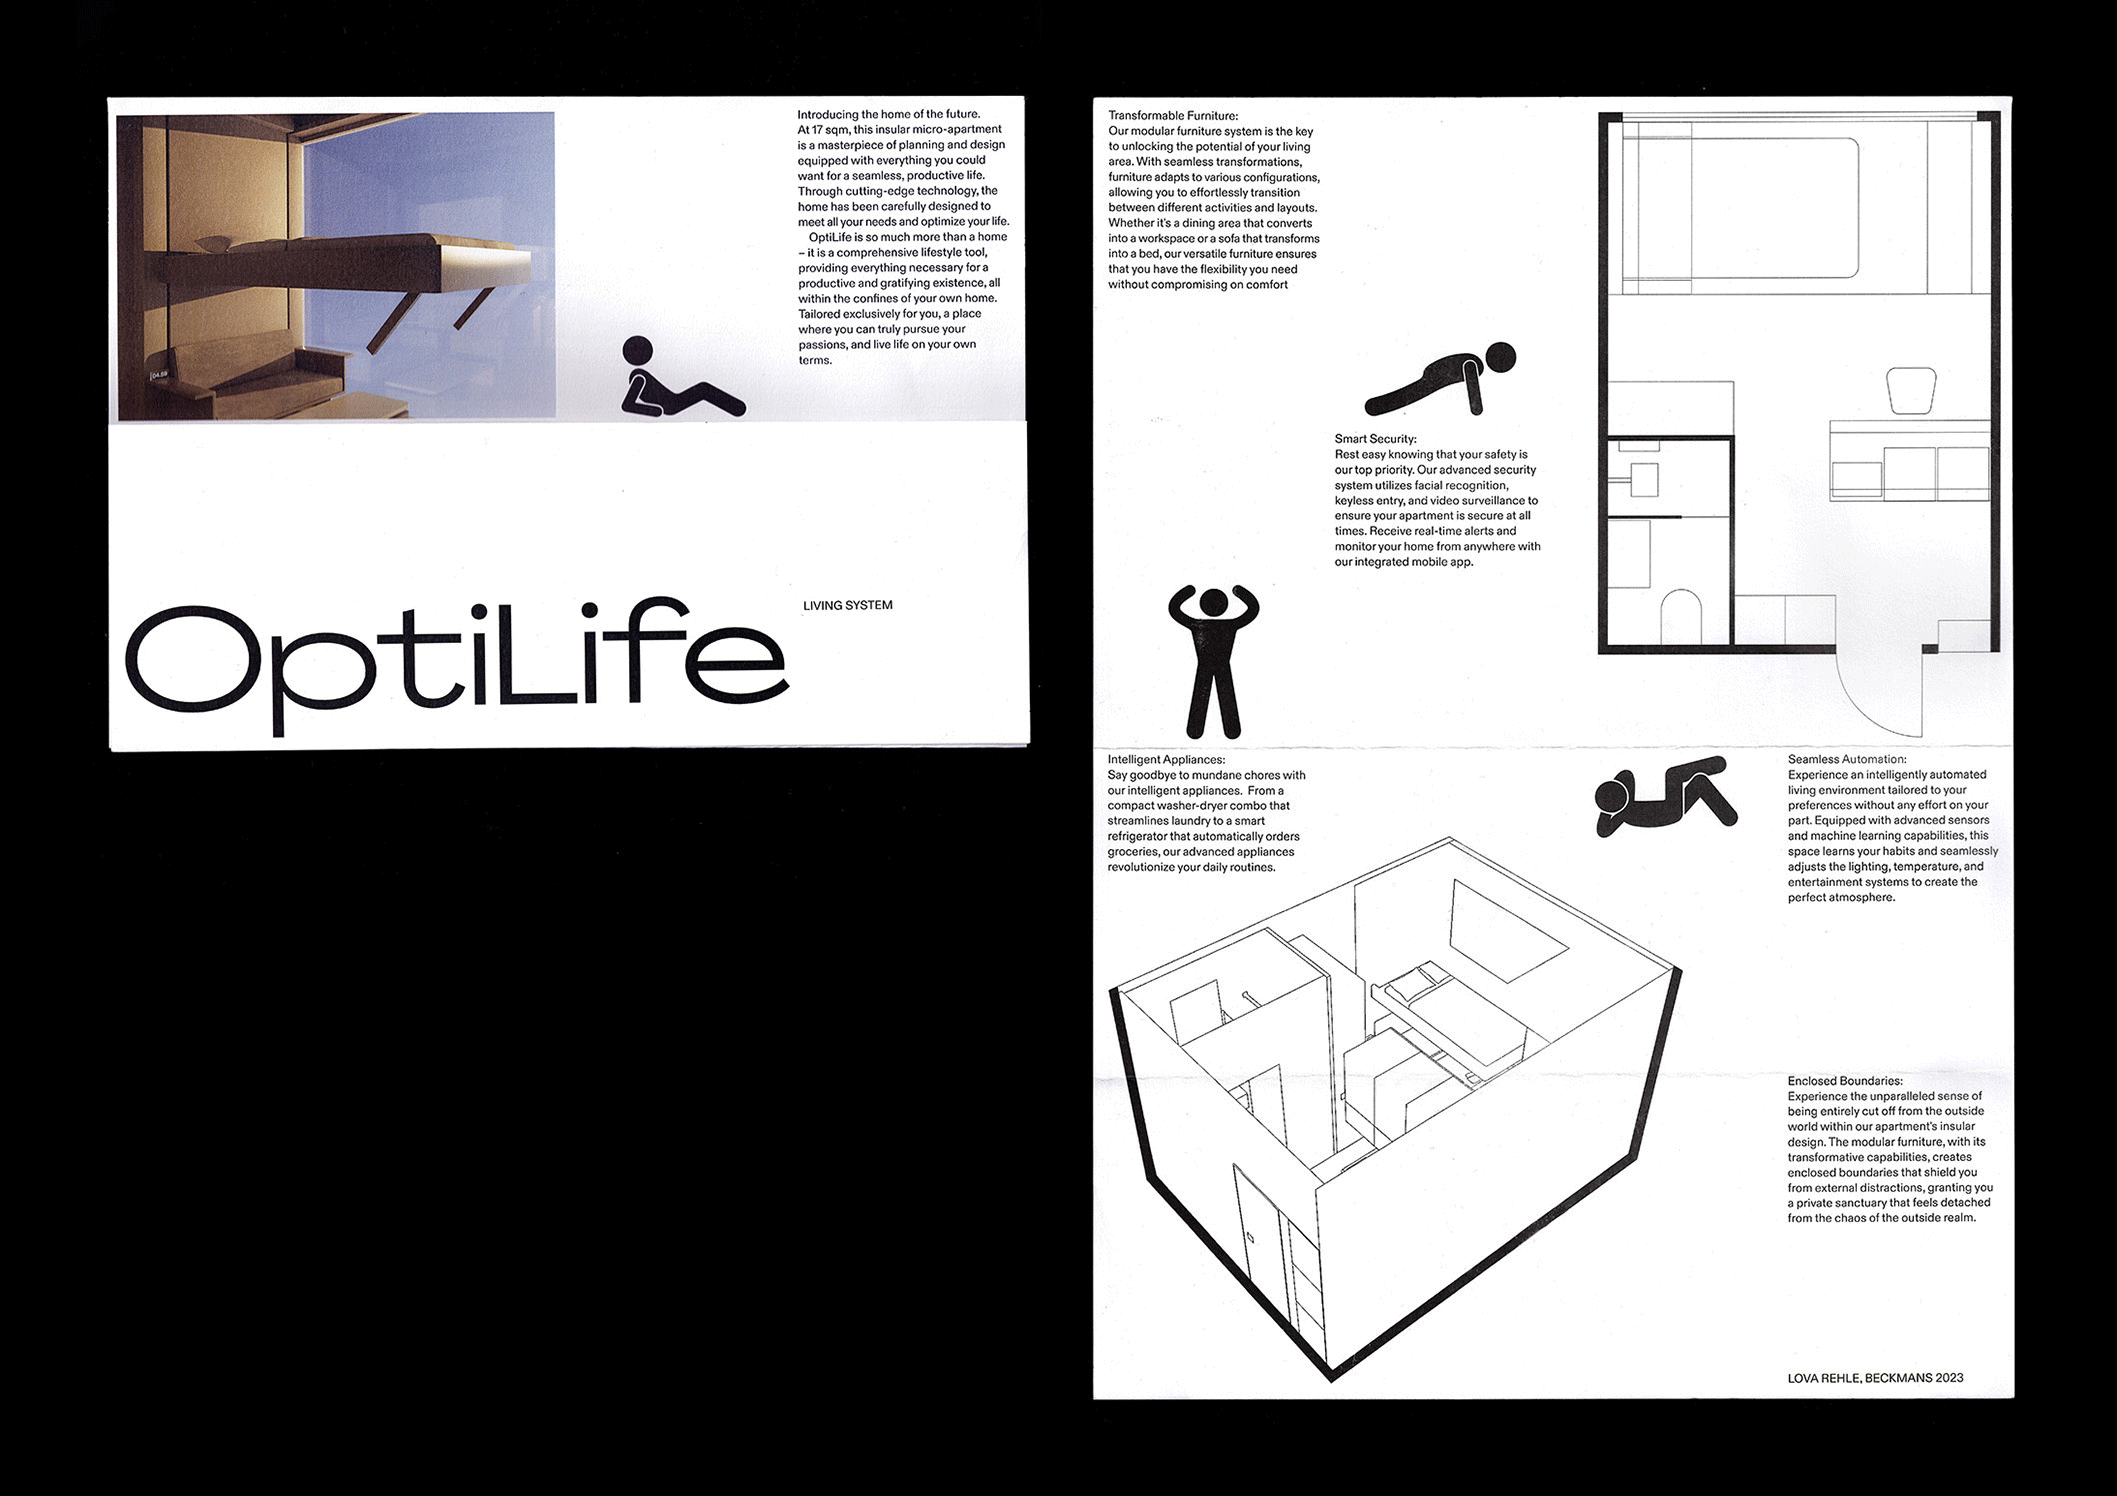 Introducing the home of the future.
At 17 sqm, this insular micro-apartment
is a masterpiece of planning and design
equipped with everything you could
want for a seamless, productive life.
Through cutting-edge technology, the
home has been carefully designed to
meet all your needs and optimize your life.
OptiLife is so much more than a home
– it is a comprehensive lifestyle tool,
providing everything necessary for a
productive and gratifying existence, all
within the confines of your own home.
Tailored exclusively for you, a place
where you can truly pursue your
passions, and live life on your own
terms.
04.59
OptiLife
LIVING SYSTEM
Transformable Furniture:
Our modular furniture system is the key
to unlocking the potential of your living
area. With seamless transformations,
furniture adapts to various configurations,
allowing you to effortlessly transition
between different activities and layouts.
Whether it's a dining area that converts
into a workspace or a sofa that transforms
into a bed, our versatile furniture ensures
that you have the flexibility you need
without compromising on comfort
Smart Security:
Rest easy knowing that your safety is
our top priority. Our advanced security
system utilizes facial recognition,
keyless entry, and video surveillance to
ensure your apartment is secure at all
times. Receive real-time alerts and
monitor your home from anywhere with
our integrated mobile app.
Intelligent Appliances:
Say goodbye to mundane chores with
our intelligent appliances. From a
compact washer-dryer combo that
streamlines laundry to a smart
refrigerator that automatically orders
groceries, our advanced appliances
revolutionize your daily routines.
Seamless Automation:
Experience an intelligently automated
living environment tailored to your
preferences without any effort on your
part. Equipped with advanced sensors
and machine learning capabilities, this
space learns your habits and seamlessly
adjusts the lighting, temperature, and
entertainment systems to create the
perfect atmosphere.
Enclosed Boundaries:
Experience the unparalleled sense of
being entirely cut off from the outside
world within our apartment's insular
design. The modular furniture, with its
transformative capabilities, creates
enclosed boundaries that shield you
from external distractions, granting you
a private sanctuary that feels detached
from the chaos of the outside realm.
LOVA REHLE, BECKMANS 2023